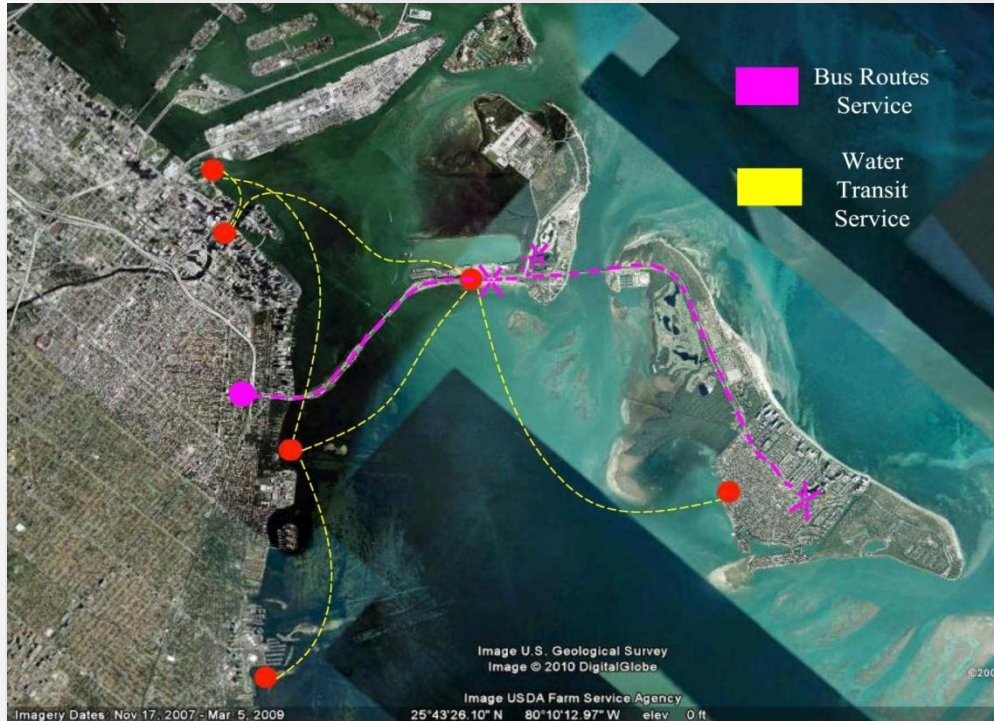 Bus Routes
Service
Water
Transit
Service
Image U.S. Geological Survey
Image © 2010 DigitalGlobe
Image USDA Farm Service Agency
Imagery Dates: Nov 17, 2007 - Mar 5, 2009
25°43'26.10" N 80°10'12.97" W elev 0 ft